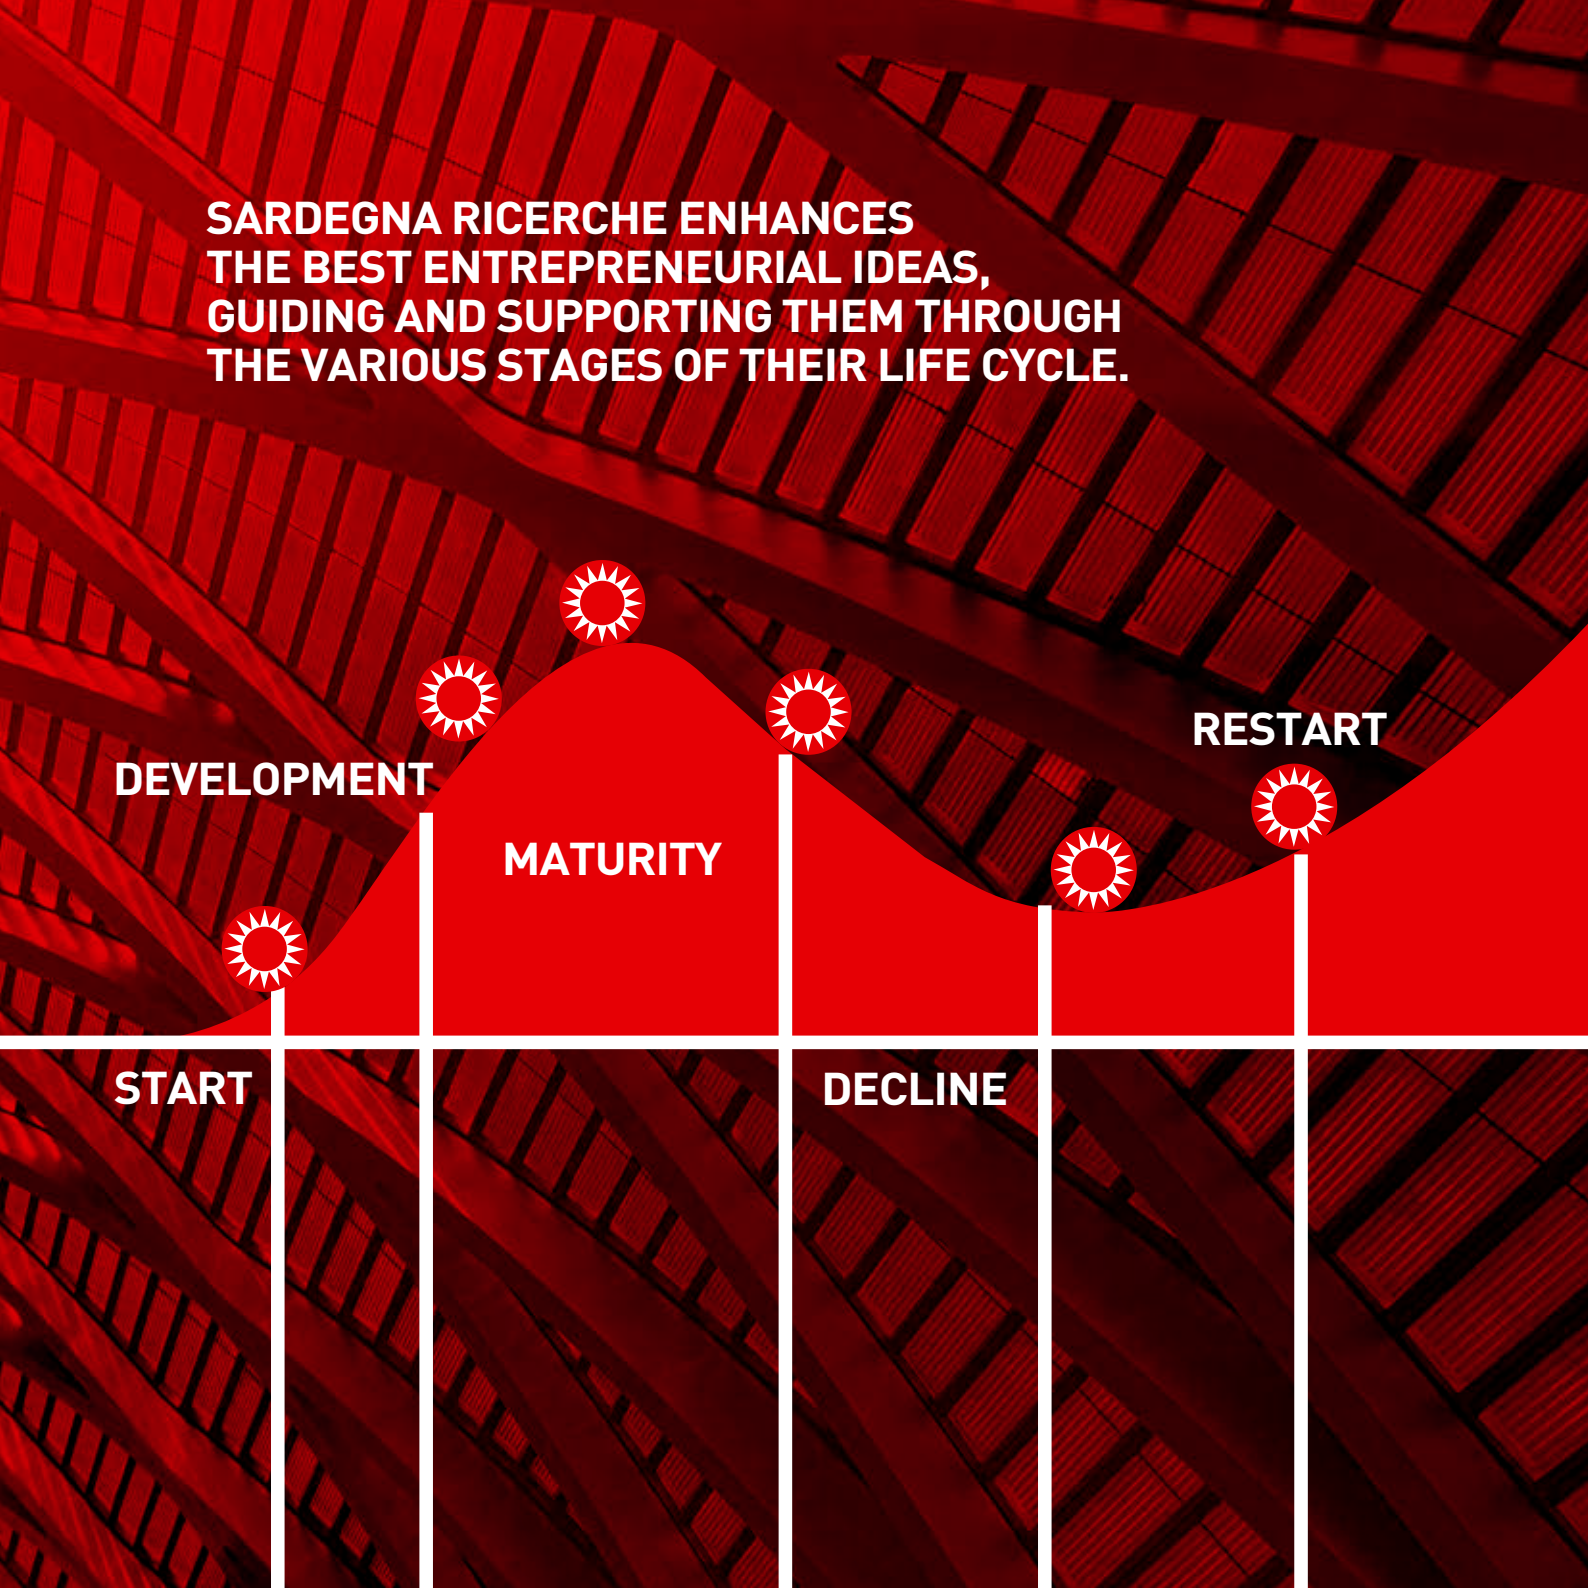 SARDEGNA RICERCHE ENHANCES
THE BEST ENTREPRENEURIAL IDEAS,
GUIDING AND SUPPORTING THEM THROUGH
THE VARIOUS STAGES OF THEIR LIFE CYCLE.
RESTART
DEVELOPMENT
MATURITY
START
DECLINE